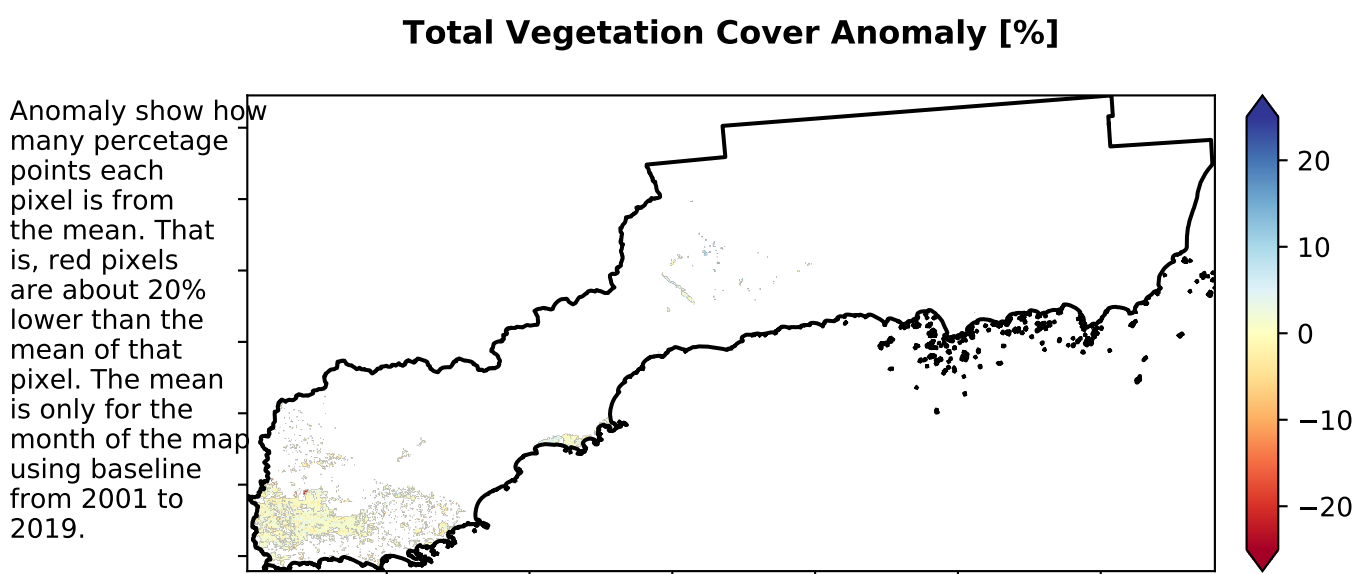 Total Vegetation Cover Anomaly [%]
Anomaly show how
many percetage
points each
pixel is from
the mean. That
is, red pixels
are about 20%
lower than the
mean of that
pixel. The mean
is only for the
month of the map
using baseline
from 2001 to
2019.
20
10
0
−10
−20